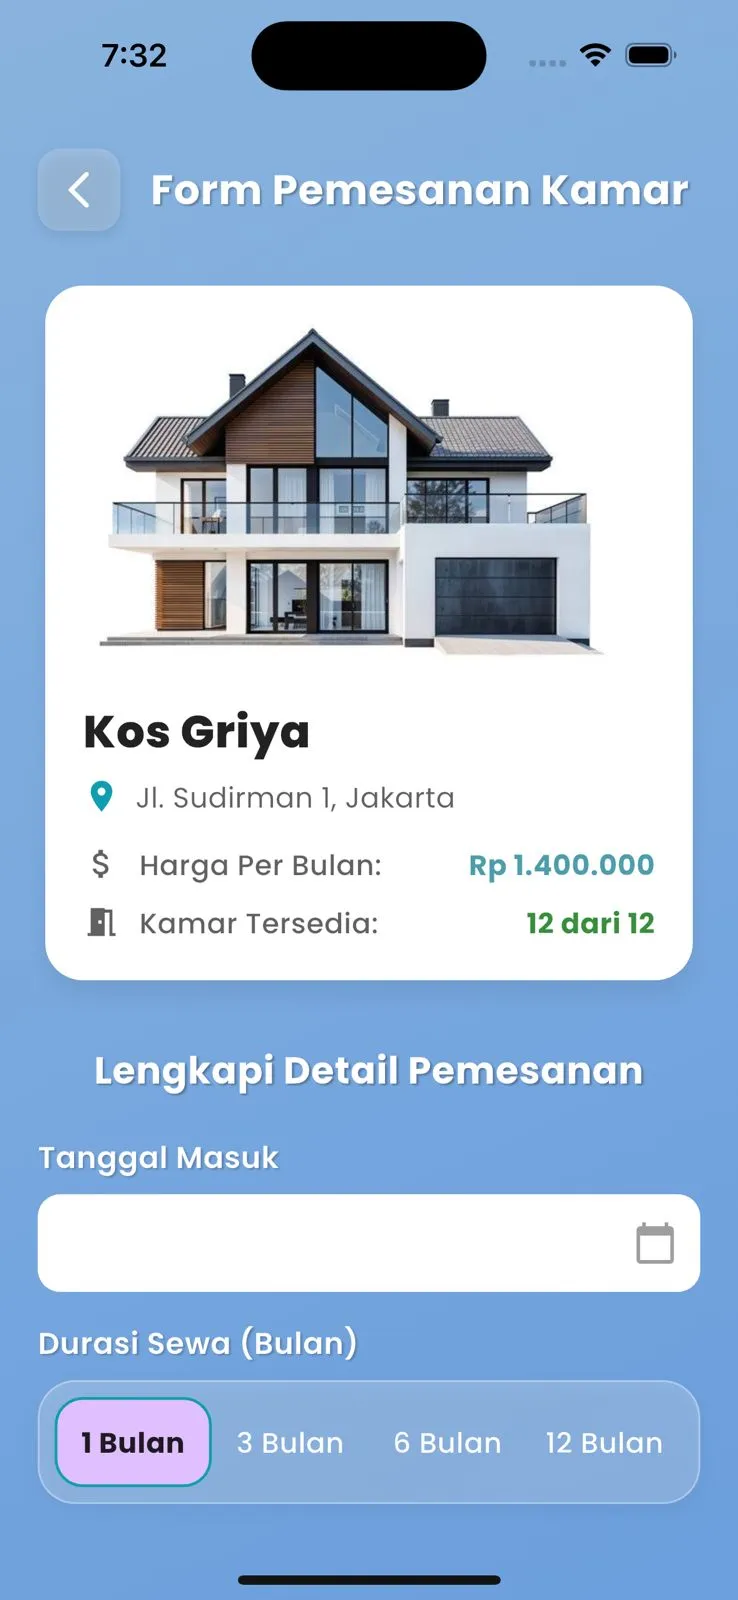 7:32
Form Pemesanan Kamar
Kos Griya
Jl. Sudirman 1, Jakarta
$ Harga Per Bulan: Rp 1.400.000
Kamar Tersedia: 12 dari 12
Lengkapi Detail Pemesanan
Tanggal Masuk
Durasi Sewa (Bulan)
1 Bulan 3 Bulan 6 Bulan 12 Bulan